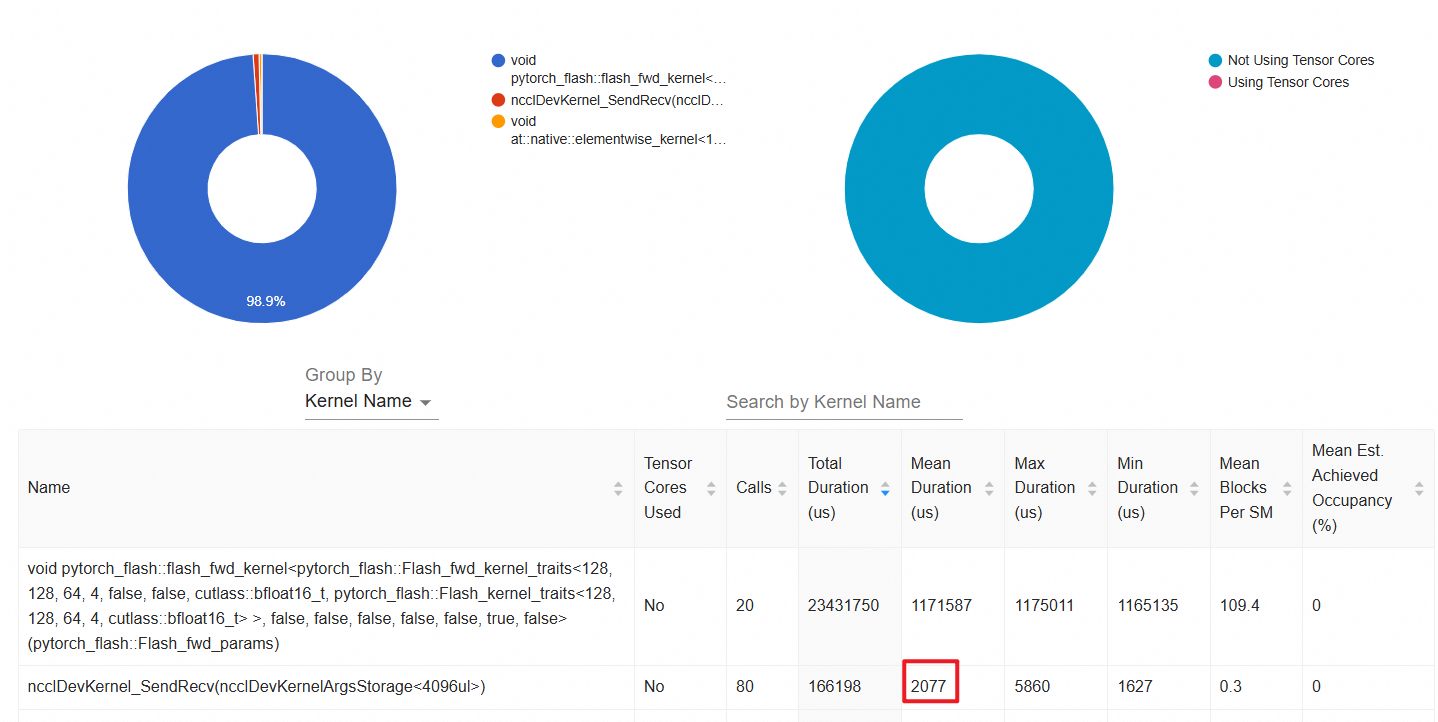 void
pytorch_flash::flash_fwd_kernel<...
ncclDevKernel_SendRecv(ncclD...
void
at::native::elementwise_kernel<1...
98.9%
Not Using Tensor Cores
Using Tensor Cores
Group By
Kernel Name
Search by Kernel Name
Name
Tensor
Cores
Used
Calls
Total
Duration
(us)
Mean
Duration
(us)
Max
Duration
(us)
Min
Duration
(us)
Mean
Blocks
Per SM
Mean Est.
Achieved
Occupancy
(%)
void pytorch_flash::flash_fwd_kernel<pytorch_flash::Flash_fwd_kernel_traits<128,
128, 64, 4, false, false, cutlass::bfloat16_t, pytorch_flash::Flash_kernel_traits<128,
128, 64, 4, cutlass::bfloat16_t> >, false, false, false, false, false, true, false>
(pytorch_flash::Flash_fwd_params)
No
20
23431750
1171587
1175011
1165135
109.4
0
ncclDevKernel_SendRecv(ncclDevKernelArgsStorage<4096ul>)
No
80
166198
2077
5860
1627
0.3
0